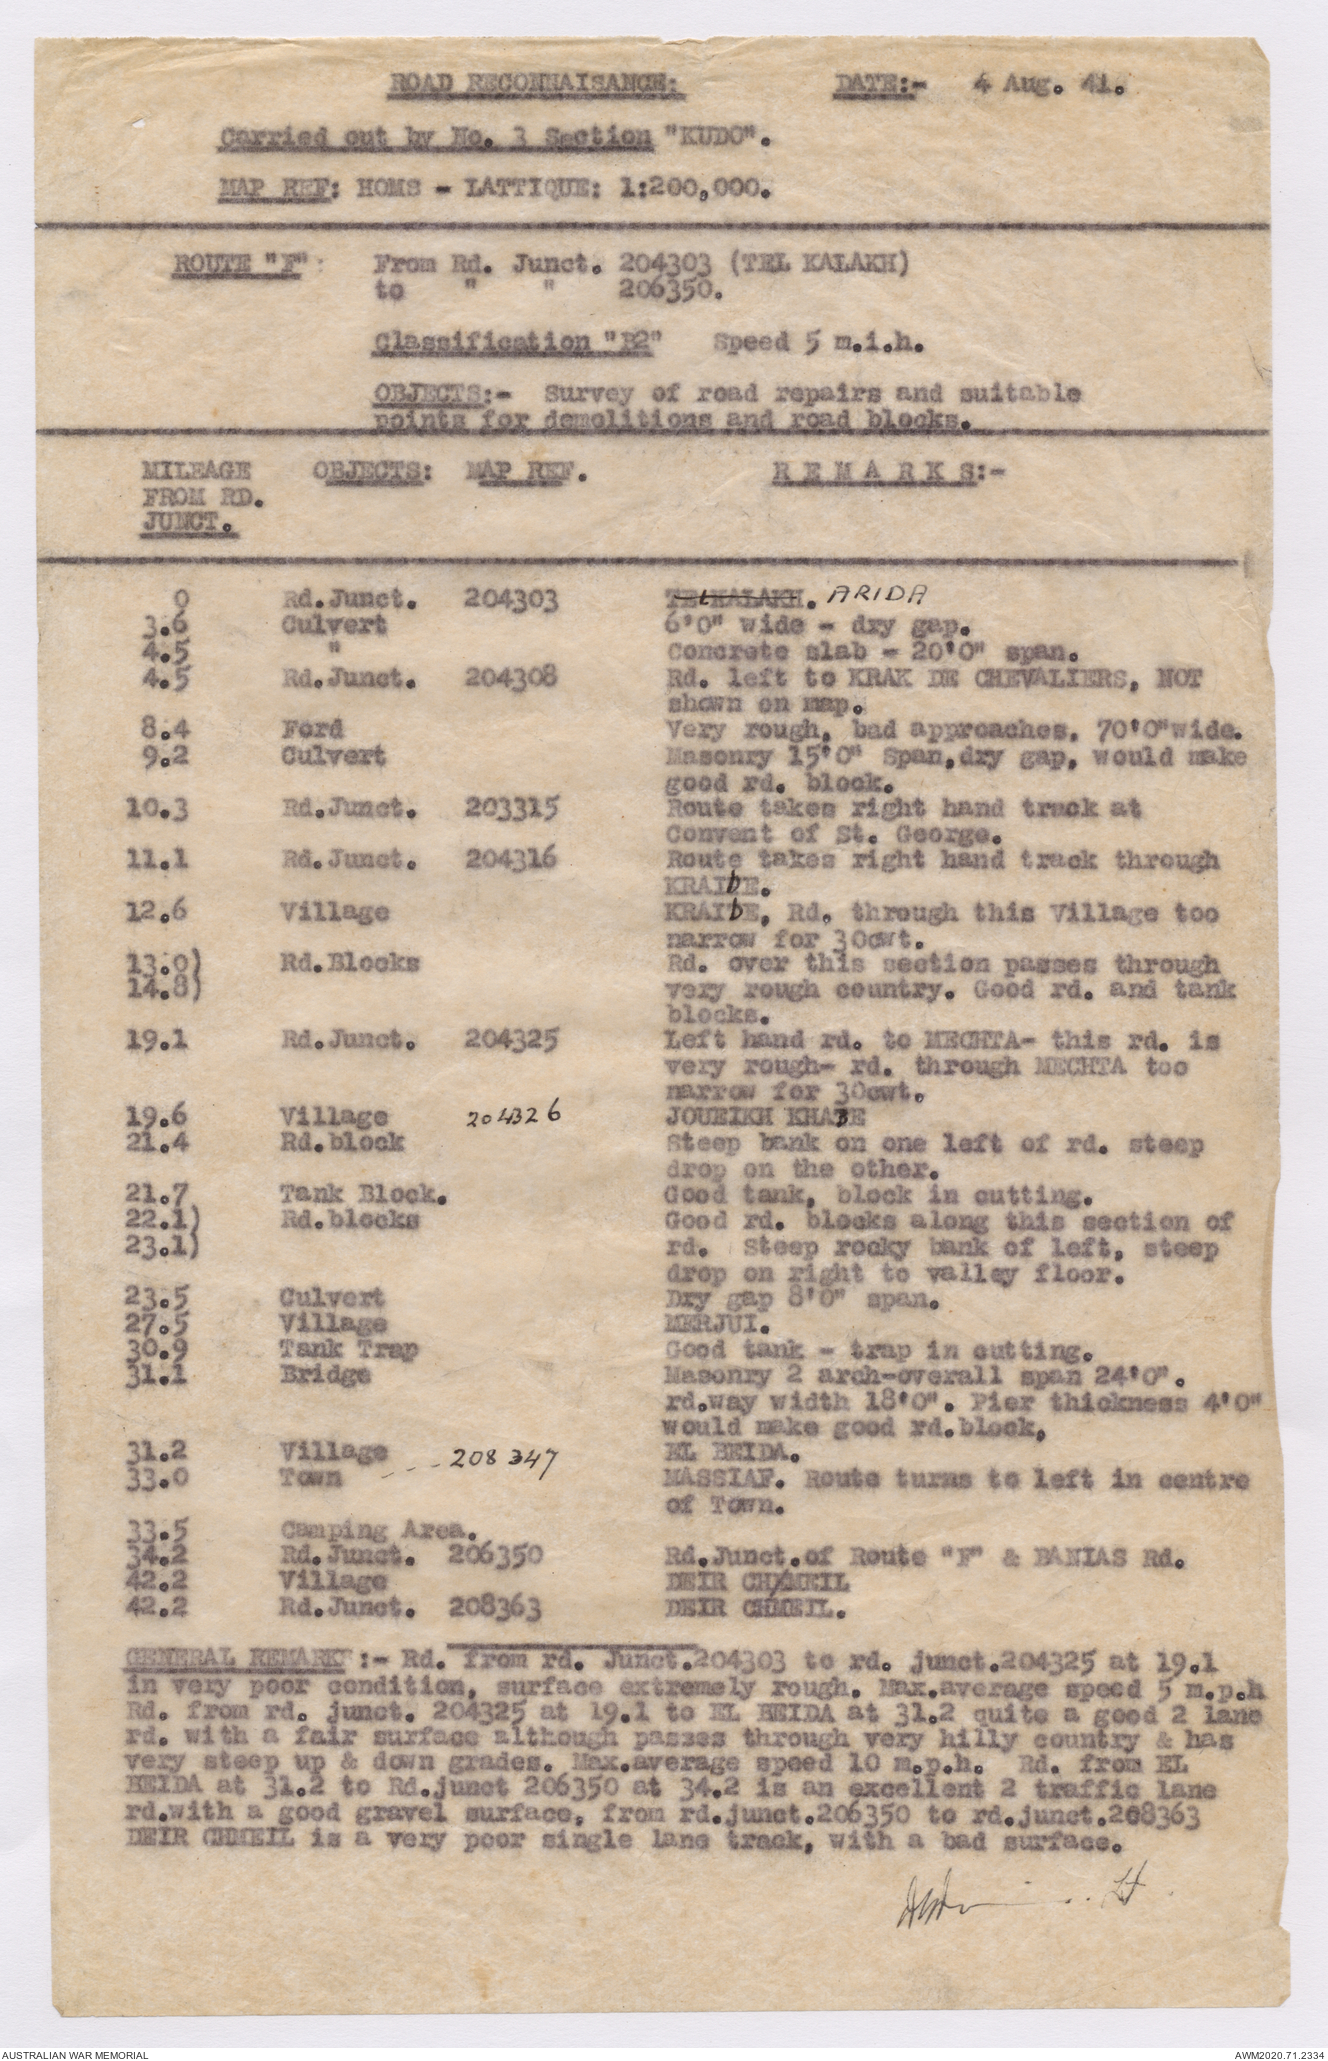 ROAD RECONNAISANCE:    DATE:-    4 Aug. 41.
Carried out by No. 3 Section "KUDO".
MAP REF: HOMS - LATTIQUE: 1:200,000.
ROUTE "F":    From Rd. Junct. 204303 (TEL KALAKH)
to    "    "    206350.
Classification "B2"    Speed 5 m.i.h.
OBJECTS:-  Survey of road repairs and suitable
points for demolitions and road blocks.
MILEAGE    OBJECTS:    MAP REF.    R E M A R K S:-
FROM RD.
JUNCT.
0    Rd.Junct.    204303    TEL KALAKH. ARIDA
3.6    Culvert    6'0" wide - dry gap.
4.5    "    Concrete slab - 20'0" span.
4.5    Rd.Junct.    204308    Rd. left to KRAK DE CHEVALIERS, NOT
shown on map.
8.4    Ford    Very rough, bad approaches, 70'0"wide.
9.2    Culvert    Masonry 15'0" Span,dry gap, would make
good rd. block.
10.3    Rd.Junct.    203315    Route takes right hand track at
Convent of St. George.
11.1    Rd.Junct.    204316    Route takes right hand track through
KRAIbE.
12.6    Village    KRAIbE, Rd. through this Village too
narrow for 30cwt.
13.0)    Rd.Blocks    Rd. over this section passes through
14.8)    very rough country. Good rd. and tank
blocks.
19.1    Rd.Junct.    204325    Left hand rd. to MECHTA- this rd. is
very rough- rd. through MECHTA too
narrow for 30cwt.
19.6    Village    204326    JOUEIKH KHABE
21.4    Rd.block    Steep bank on one left of rd. steep
drop on the other.
21.7    Tank Block.    Good tank, block in cutting.
22.1)    Rd.blocks    Good rd. blocks along this section of
23.1)    rd.  Steep rocky bank of left, steep
drop on right to valley floor.
23.5    Culvert    Dry gap 8'0" span.
27.5    Village    MERJUI.
30.9    Tank Trap    Good tank - trap in cutting.
31.1    Bridge    Masonry 2 arch-overall span 24'0".
rd.way width 18'0". Pier thickness 4'0"
would make good rd.block,
31.2    Village    208347    EL BEIDA.
33.0    Town    MASSIAF. Route turns to left in centre
of Town.
33.5    Camping Area.
34.2    Rd.Junct.    206350    Rd.Junct.of Route "F" & BANIAS Rd.
42.2    Village    DEIR CHMEIL
42.2    Rd.Junct.    208363    DEIR CHMEIL.
GENERAL REMARKS:- Rd. from rd. Junct.204303 to rd. junct.204325 at 19.1
in very poor condition, surface extremely rough. Max.average speed 5 m.p.h
Rd. from rd. junct. 204325 at 19.1 to EL BEIDA at 31.2 quite a good 2 lane
rd. with a fair surface although passes through very hilly country & has
very steep up & down grades. Max.average speed 10 m.p.h.  Rd. from EL
BEIDA at 31.2 to Rd.junct 206350 at 34.2 is an excellent 2 traffic lane
rd.with a good gravel surface, from rd.junct.206350 to rd.junct.208363
DEIR CHMEIL is a very poor single lane track, with a bad surface.
Lt
AUSTRALIAN WAR MEMORIAL    AWM2020.71.2334